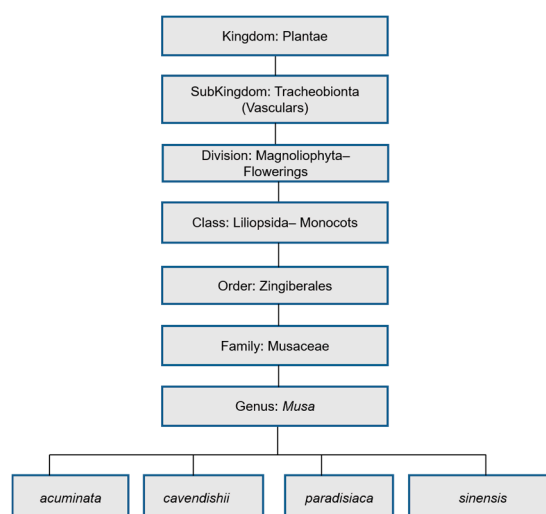 Kingdom: Plantae
SubKingdom: Tracheobionta
(Vasculars)
Division: Magnoliophyta–
Flowerings
Class: Liliopsida– Monocots
Order: Zingiberales
Family: Musaceae
Genus: Musa
acuminata
cavendishii
paradisiaca
sinensis